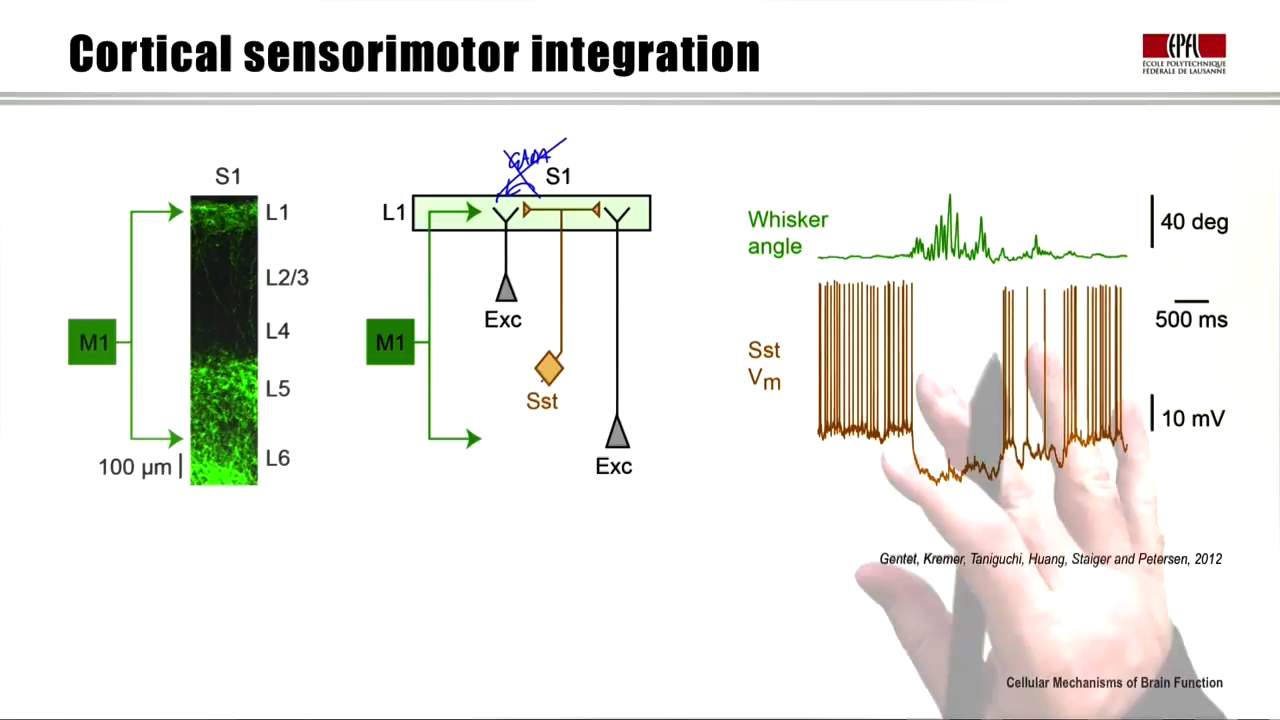 Cortical sensorimotor integration
EPFL
ÉCOLE POLYTECHNIQUE
FÉDÉRALE DE LAUSANNE
S1
L1
L2/3
L4
M1
L5
L6
100 µm
GABA
S1
L1
Exc
M1
Sst
Exc
Whisker
angle
40 deg
500 ms
Sst
Vm
10 mV
Gentet, Kremer, Taniguchi, Huang, Staiger and Petersen, 2012
Cellular Mechanisms of Brain Function